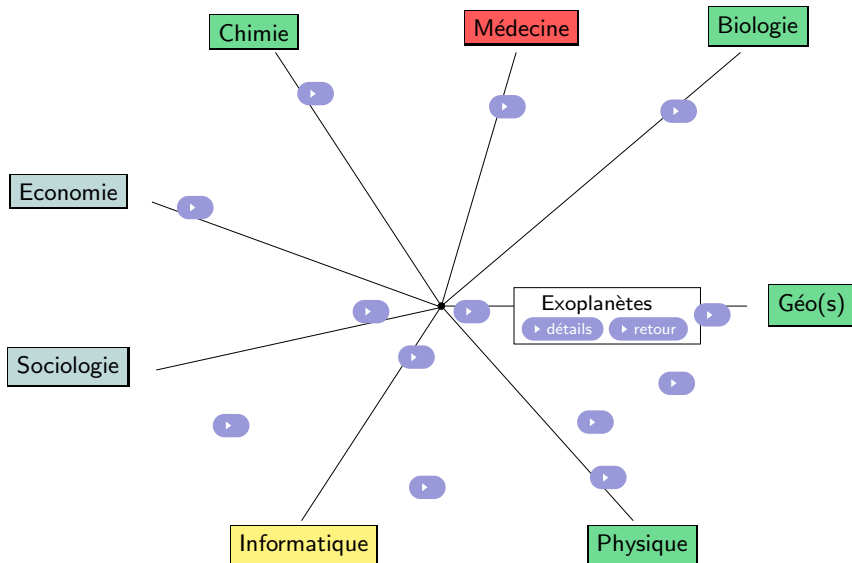 Chimie
Médecine
Biologie
Economie
Exoplanètes
détails
retour
Géo(s)
Sociologie
Informatique
Physique